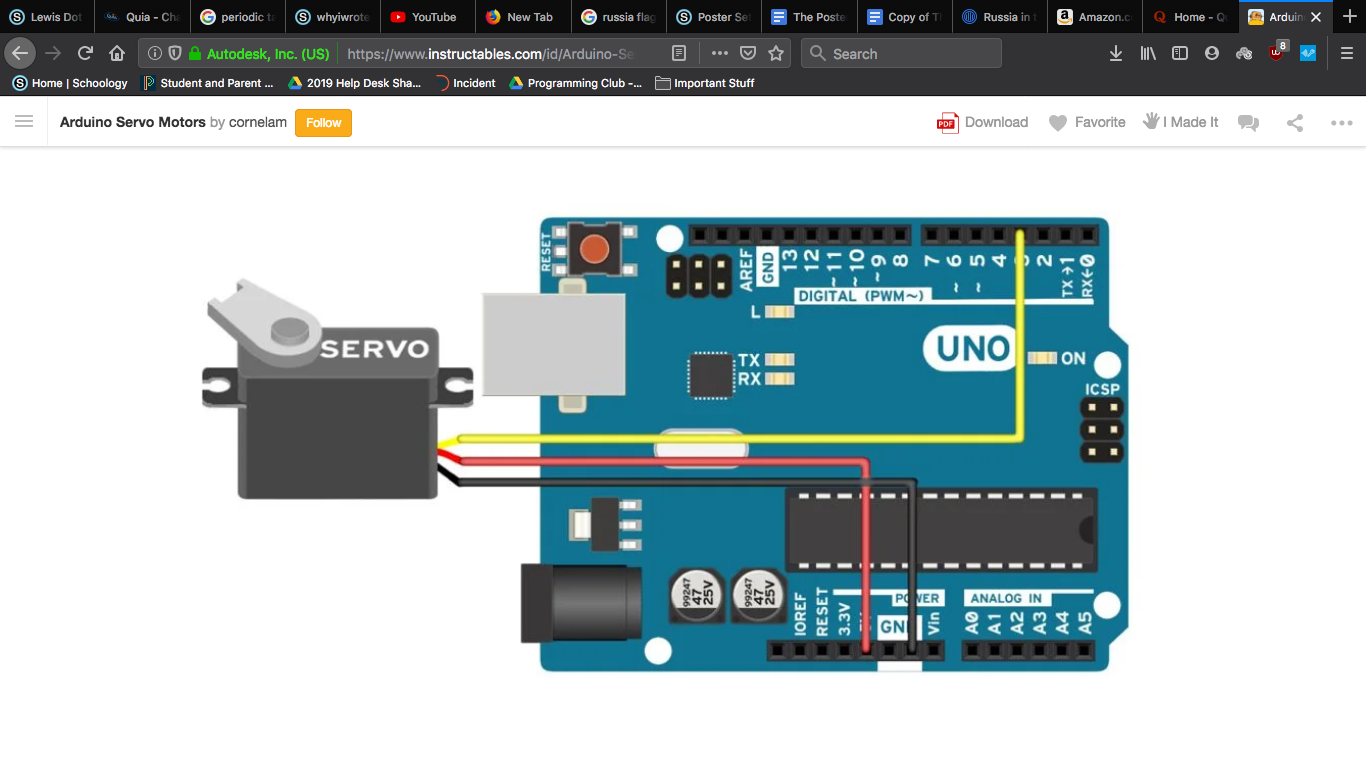 Lewis Dot
Quia - Cha
periodic ta
whyiwrote
YouTube
New Tab
russia flag
Poster Set
The Poste
Copy of T
Russia in
Amazon.c
Home - Q
Arduin
Autodesk, Inc. (US)
https://www.instructables.com/id/Arduino-Se
Search
8
Home | Schoology
Student and Parent ...
2019 Help Desk Sha...
Incident
Programming Club -...
Important Stuff
Arduino Servo Motors by cornelam
Follow
PDF
Download
Favorite
I Made It
RESET
AREF
GND
13
12
~11
~10
~9
8
7
~6
~5
4
2
TX→1
RX←0
DIGITAL (PWM~)
L
TX
RX
UNO
ON
ICSP
SERVO
99247
47
25V
99247
47
25V
IOREF
RESET
3.3V
GND
Vin
POWER
ANALOG IN
A0
A1
A2
A3
A4
A5